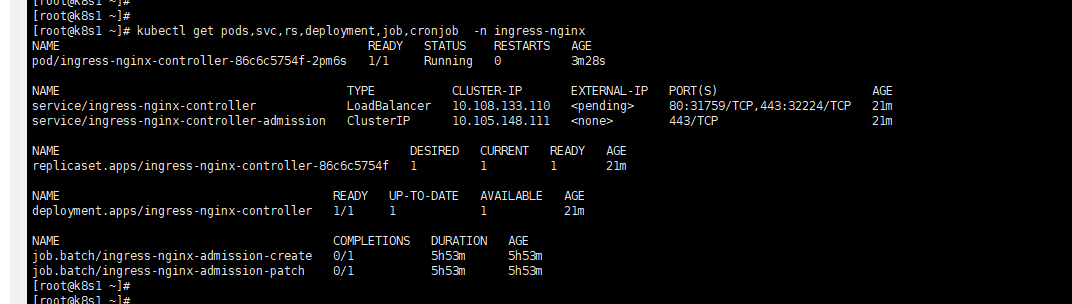 [root@k8s1 ~]#
[root@k8s1 ~]#
[root@k8s1 ~]# kubectl get pods,svc,rs,deployment,job,cronjob  -n ingress-nginx
NAME                                            READY   STATUS    RESTARTS   AGE
pod/ingress-nginx-controller-86c6c5754f-2pm6s   1/1     Running   0          3m28s

NAME                                         TYPE           CLUSTER-IP       EXTERNAL-IP   PORT(S)                      AGE
service/ingress-nginx-controller             LoadBalancer   10.108.133.110   <pending>     80:31759/TCP,443:32224/TCP   21m
service/ingress-nginx-controller-admission   ClusterIP      10.105.148.111   <none>        443/TCP                      21m

NAME                                                  DESIRED   CURRENT   READY   AGE
replicaset.apps/ingress-nginx-controller-86c6c5754f   1         1         1       21m

NAME                                       READY   UP-TO-DATE   AVAILABLE   AGE
deployment.apps/ingress-nginx-controller   1/1     1            1           21m

NAME                                       COMPLETIONS   DURATION   AGE
job.batch/ingress-nginx-admission-create   0/1           5h53m      5h53m
job.batch/ingress-nginx-admission-patch    0/1           5h53m      5h53m
[root@k8s1 ~]#
[root@k8s1 ~]#